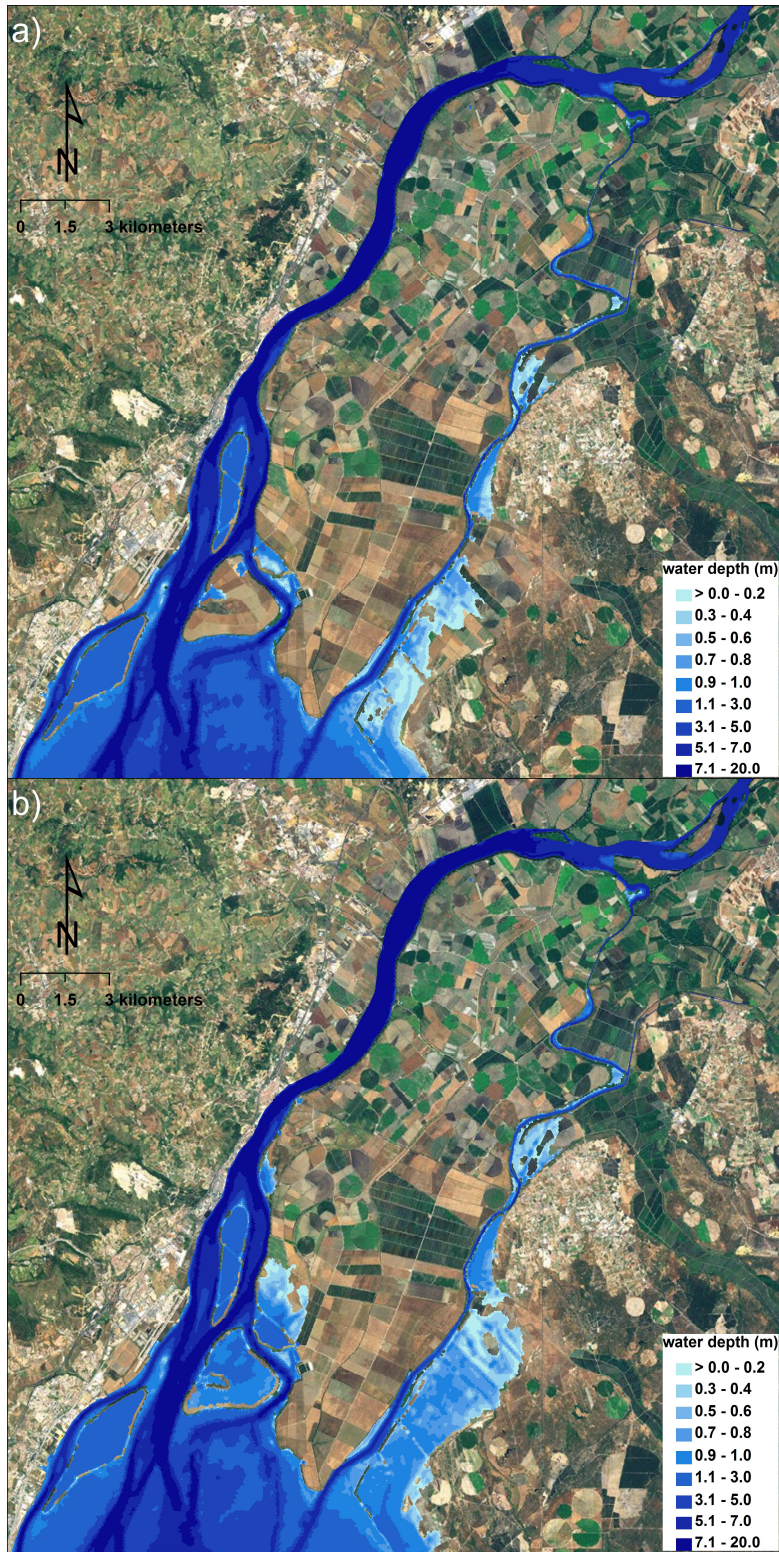 a)
N
0 1.5 3 kilometers
water depth (m)
> 0.0 - 0.2
0.3 - 0.4
0.5 - 0.6
0.7 - 0.8
0.9 - 1.0
1.1 - 3.0
3.1 - 5.0
5.1 - 7.0
7.1 - 20.0
b)
N
0 1.5 3 kilometers
water depth (m)
> 0.0 - 0.2
0.3 - 0.4
0.5 - 0.6
0.7 - 0.8
0.9 - 1.0
1.1 - 3.0
3.1 - 5.0
5.1 - 7.0
7.1 - 20.0